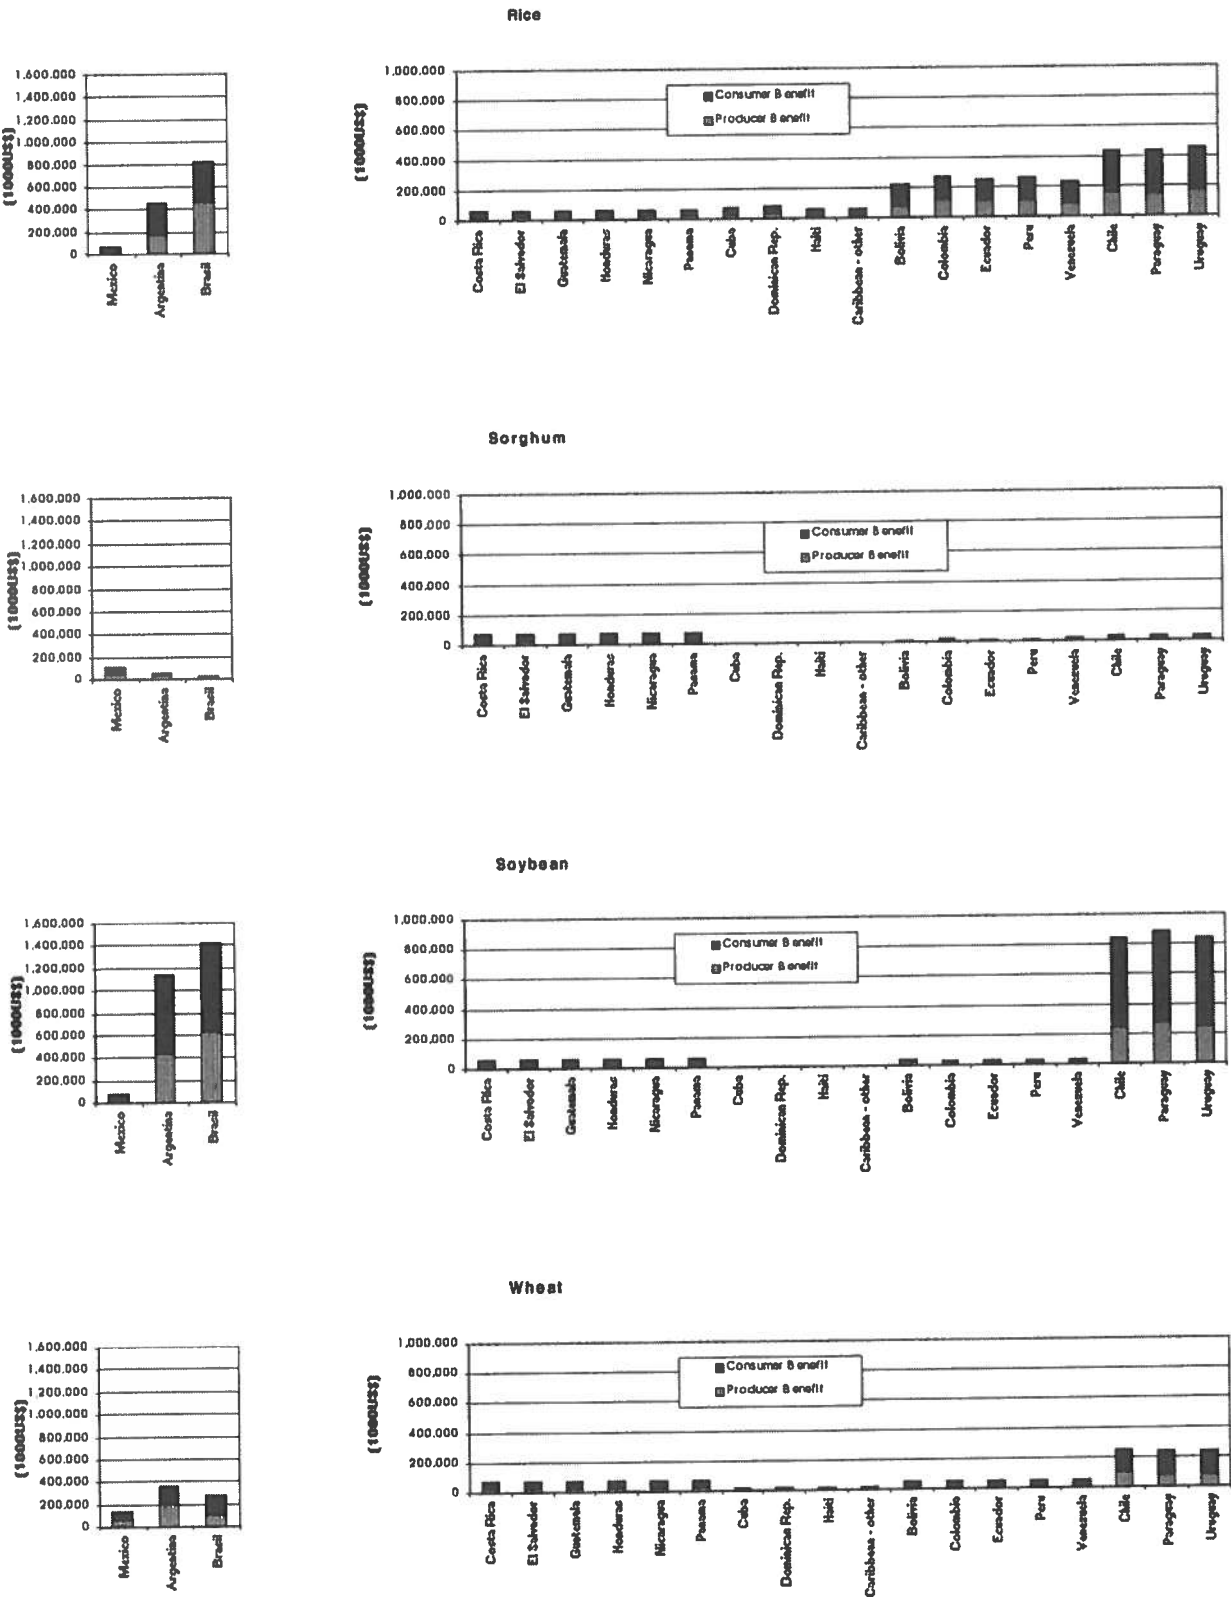 Rice
1,600,000
1,400,000
1,200,000
1,000,000
800,000
600,000
400,000
200,000
0
(1000US$)
Mexico
Argentina
Brasil
1,000,000
800,000
600,000
400,000
200,000
0
(1000US$)
Consumer Benefit
Producer Benefit
Costa Rica
El Salvador
Guatemala
Honduras
Nicaragua
Panama
Cuba
Dominican Rep.
Haiti
Caribbean - other
Bolivia
Colombia
Ecuador
Peru
Venezuela
Chile
Paraguay
Uruguay
Sorghum
1,600,000
1,400,000
1,200,000
1,000,000
800,000
600,000
400,000
200,000
0
(1000US$)
Mexico
Argentina
Brasil
1,000,000
800,000
600,000
400,000
200,000
0
(1000US$)
Consumer Benefit
Producer Benefit
Costa Rica
El Salvador
Guatemala
Honduras
Nicaragua
Panama
Cuba
Dominican Rep.
Haiti
Caribbean - other
Bolivia
Colombia
Ecuador
Peru
Venezuela
Chile
Paraguay
Uruguay
Soybean
1,600,000
1,400,000
1,200,000
1,000,000
800,000
600,000
400,000
200,000
0
(1000US$)
Mexico
Argentina
Brasil
1,000,000
800,000
600,000
400,000
200,000
0
(1000US$)
Consumer Benefit
Producer Benefit
Costa Rica
El Salvador
Guatemala
Honduras
Nicaragua
Panama
Cuba
Dominican Rep.
Haiti
Caribbean - other
Bolivia
Colombia
Ecuador
Peru
Venezuela
Chile
Paraguay
Uruguay
Wheat
1,600,000
1,400,000
1,200,000
1,000,000
800,000
600,000
400,000
200,000
0
(1000US$)
Mexico
Argentina
Brasil
1,000,000
800,000
600,000
400,000
200,000
0
(1000US$)
Consumer Benefit
Producer Benefit
Costa Rica
El Salvador
Guatemala
Honduras
Nicaragua
Panama
Cuba
Dominican Rep.
Haiti
Caribbean - other
Bolivia
Colombia
Ecuador
Peru
Venezuela
Chile
Paraguay
Uruguay